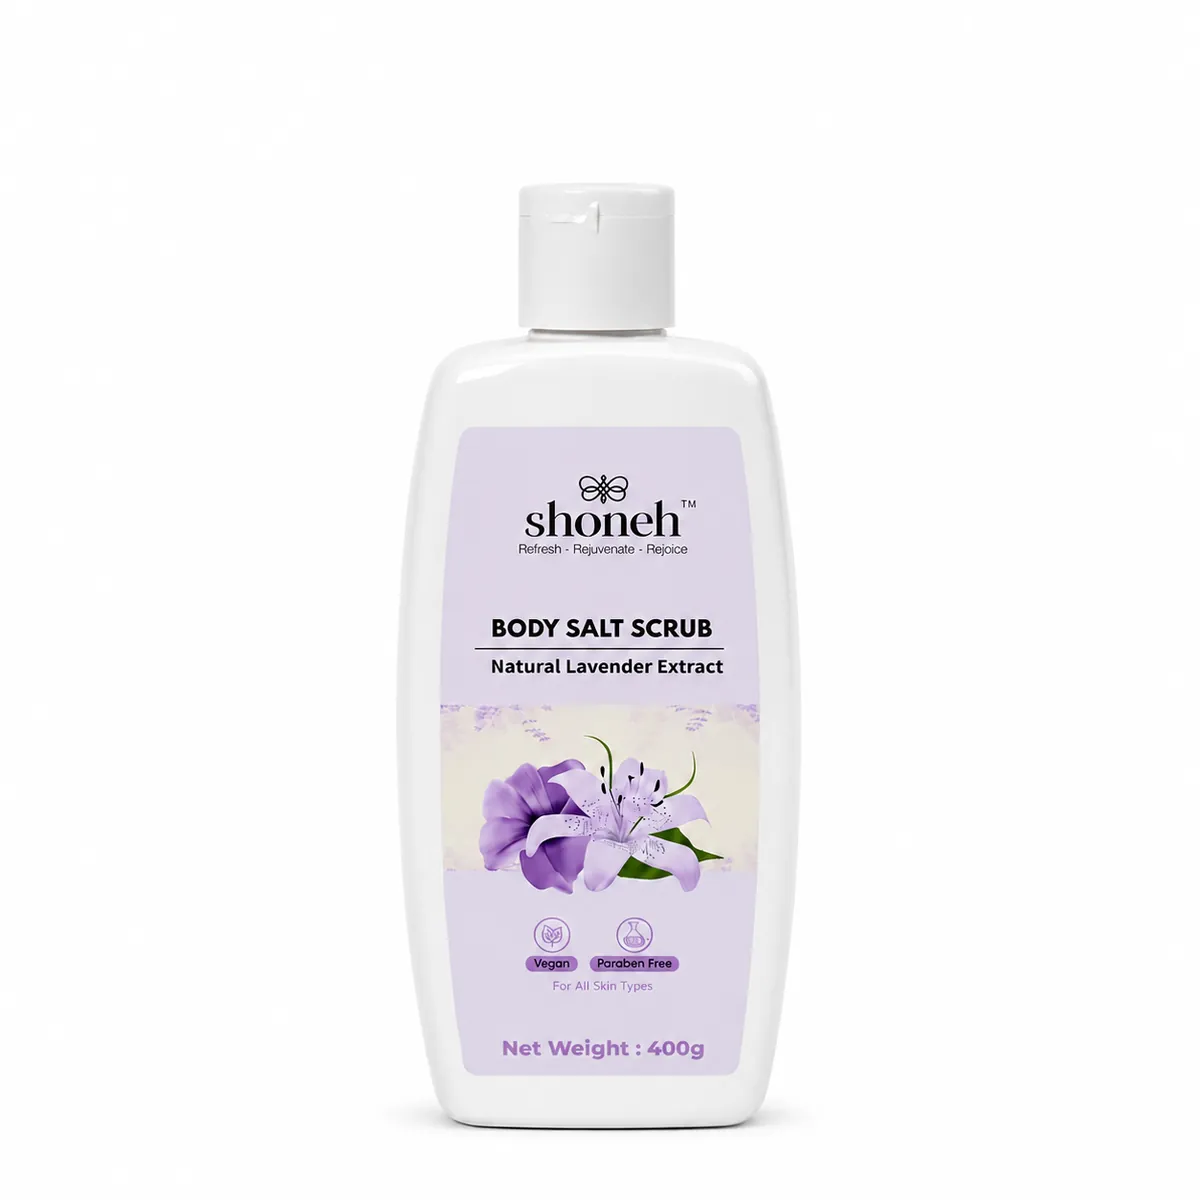 shoneh™
Refresh - Rejuvenate - Rejoice
BODY SALT SCRUB
Natural Lavender Extract
Vegan Paraben Free
For All Skin Types
Net Weight : 400g